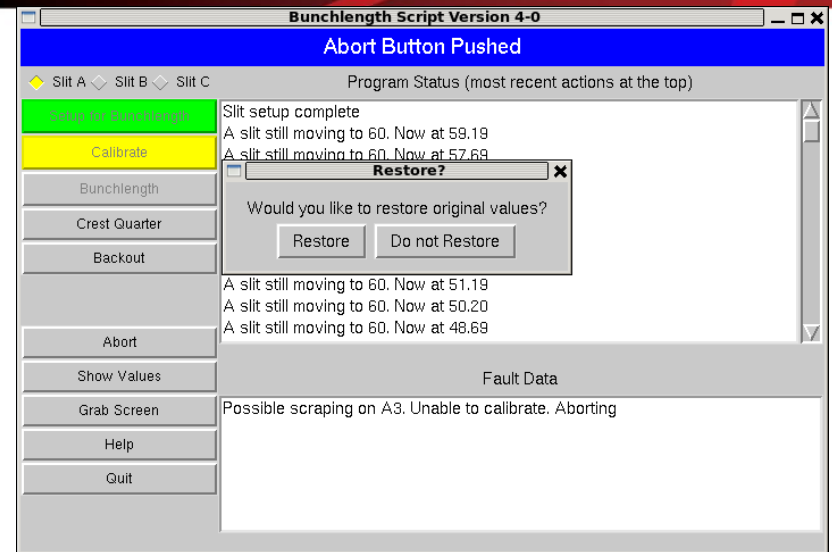 Bunchlength Script Version 4-0
Abort Button Pushed
Slit A Slit B Slit C
Program Status (most recent actions at the top)
Setup for Bunchlength
Calibrate
Bunchlength
Crest Quarter
Backout
Abort
Show Values
Grab Screen
Help
Quit
Slit setup complete
A slit still moving to 60. Now at 59.19
A slit still moving to 60. Now at 57.69
Restore?
Would you like to restore original values?
Restore Do not Restore
A slit still moving to 60. Now at 51.19
A slit still moving to 60. Now at 50.20
A slit still moving to 60. Now at 48.69
Fault Data
Possible scraping on A3. Unable to calibrate. Aborting